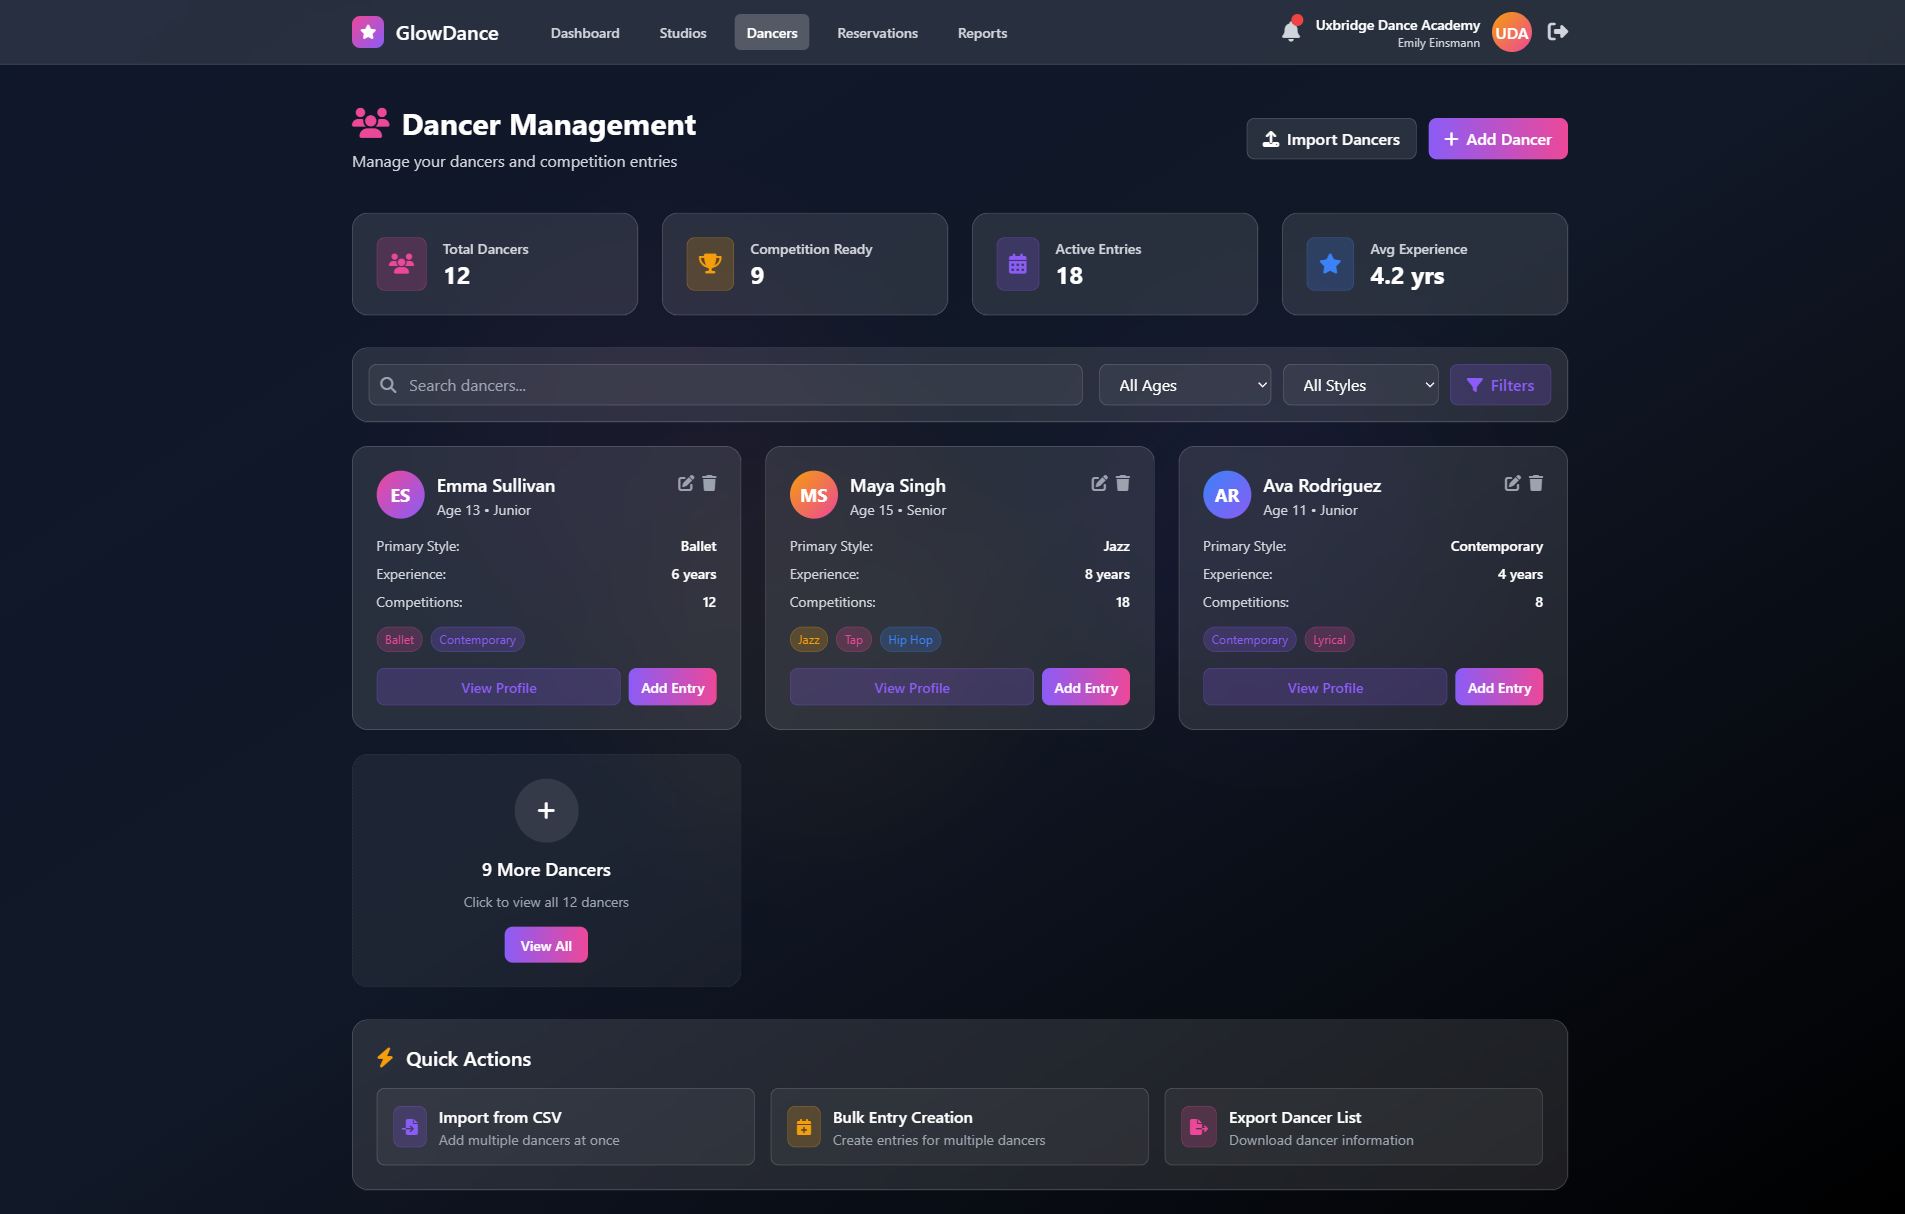 GlowDance
Dashboard
Studios
Dancers
Reservations
Reports
Uxbridge Dance Academy
Emily Einsmann
UDA
Dancer Management
Manage your dancers and competition entries
Import Dancers
Add Dancer
Total Dancers
12
Competition Ready
9
Active Entries
18
Avg Experience
4.2 yrs
Search dancers...
All Ages
All Styles
Filters
ES
Emma Sullivan
Age 13 • Junior
Primary Style: Ballet
Experience: 6 years
Competitions: 12
Ballet
Contemporary
View Profile
Add Entry
MS
Maya Singh
Age 15 • Senior
Primary Style: Jazz
Experience: 8 years
Competitions: 18
Jazz
Tap
Hip Hop
View Profile
Add Entry
AR
Ava Rodriguez
Age 11 • Junior
Primary Style: Contemporary
Experience: 4 years
Competitions: 8
Contemporary
Lyrical
View Profile
Add Entry
9 More Dancers
Click to view all 12 dancers
View All
Quick Actions
Import from CSV
Add multiple dancers at once
Bulk Entry Creation
Create entries for multiple dancers
Export Dancer List
Download dancer information